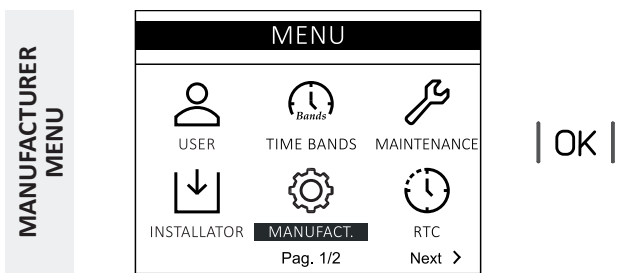 MANUFACTURER
MENU
MENU
Bands
USER
TIME BANDS
MAINTENANCE
INSTALLATOR
MANUFACT.
RTC
Pag. 1/2
Next >
| OK |